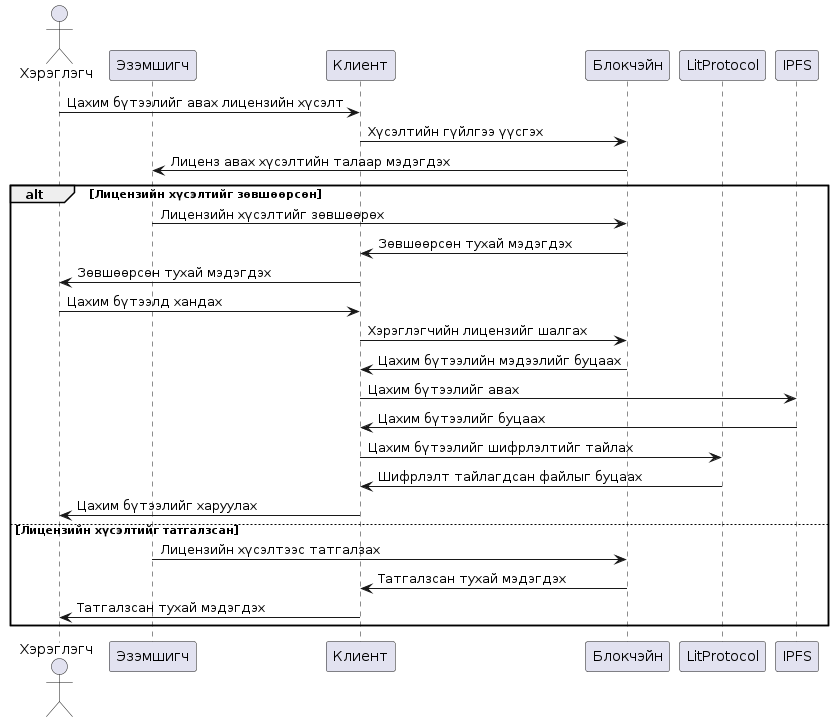 Хэрэглэгч Эзэмшигч Клиент Блокчэйн LitProtocol IPFS
Цахим бүтээлийг авах лицензийн хүсэлт
Хүсэлтийн гүйлгээ үүсгэх
Лиценз авах хүсэлтийн талаар мэдэгдэх
alt [Лицензийн хүсэлтийг зөвшөөрсөн]
Лицензийн хүсэлтийг зөвшөөрөх
Зөвшөөрсөн тухай мэдэгдэх
Зөвшөөрсөн тухай мэдэгдэх
Цахим бүтээлд хандах
Хэрэглэгчийн лицензийг шалгах
Цахим бүтээлийн мэдээлийг буцаах
Цахим бүтээлийг авах
Цахим бүтээлийг буцаах
Цахим бүтээлийг шифрлэлтийг тайлах
Шифрлэлт тайлагдсан файлыг буцаах
Цахим бүтээлийг харуулах
[Лицензийн хүсэлтийг татгалзсан]
Лицензийн хүсэлтээс татгалзах
Татгалзсан тухай мэдэгдэх
Татгалзсан тухай мэдэгдэх
Хэрэглэгч Эзэмшигч Клиент Блокчэйн LitProtocol IPFS